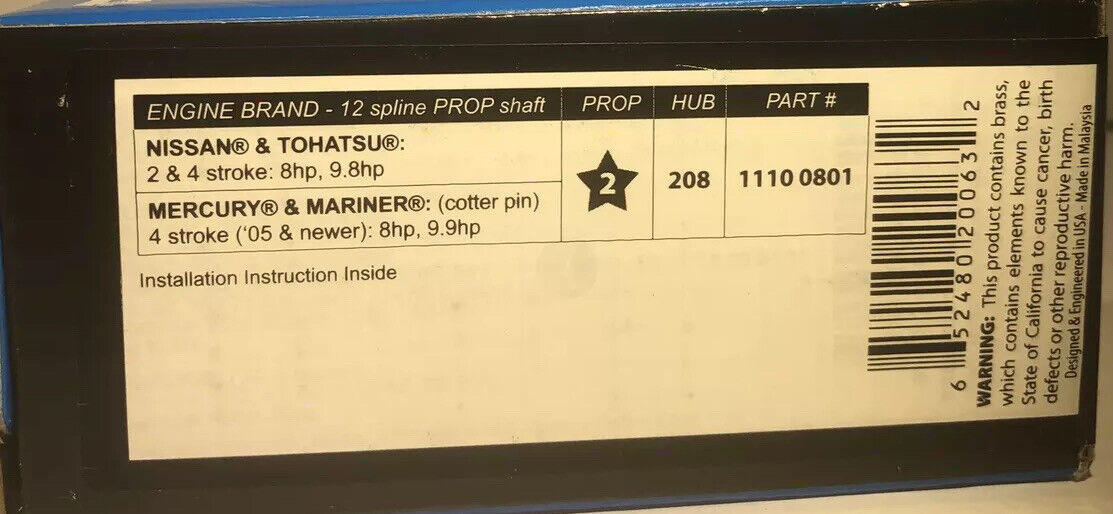 ENGINE BRAND - 12 spline PROP shaft PROP HUB PART #
NISSAN® & TOHATSU®:
2 & 4 stroke: 8hp, 9.8hp
MERCURY® & MARINER®: (cotter pin)
4 stroke (‘05 & newer): 8hp, 9.9hp
2 208 1110 0801
Installation Instruction Inside
6 52480 20063 2
WARNING: This product contains brass,
which contains elements known to the
State of California to cause cancer, birth
defects or other reproductive harm.
Designed & Engineered in USA - Made in Malaysia